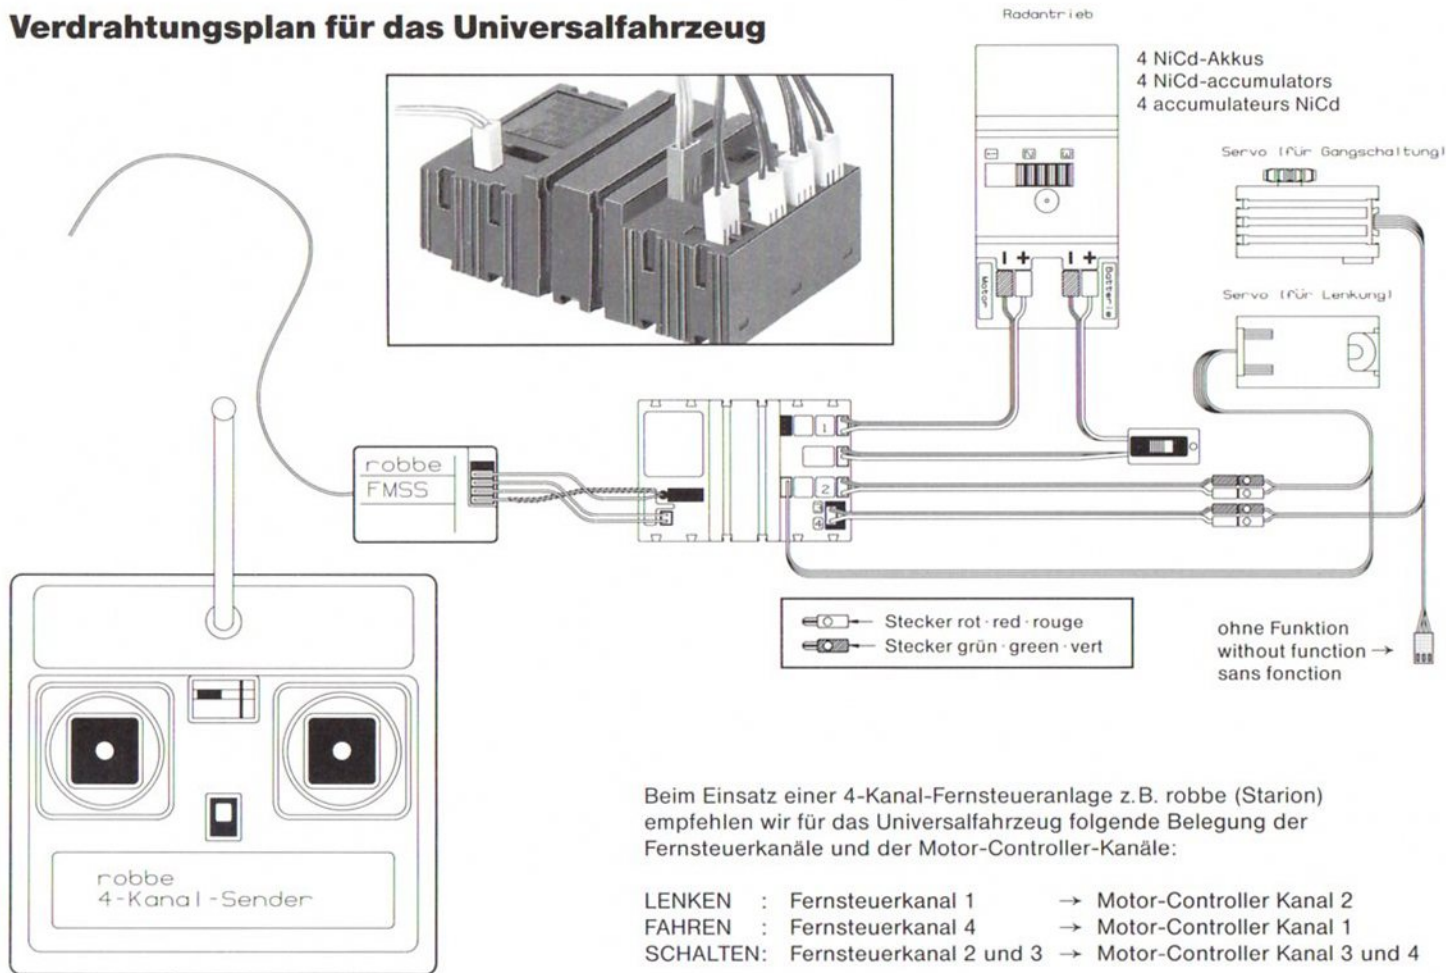 Verdrahtungsplan für das Universalfahrzeug
Radantrieb
4 NiCd-Akkus
4 NiCd-accumulators
4 accumulateurs NiCd
Servo (für Gangschaltung)
– +
– +
Motor
Batterie
Servo (für Lenkung)
robbe
FMSS
1
2
3
4
Stecker rot · red · rouge
Stecker grün · green · vert
ohne Funktion
without function →
sans fonction
robbe
4-Kanal-Sender
Beim Einsatz einer 4-Kanal-Fernsteueranlage z.B. robbe (Starion)
empfehlen wir für das Universalfahrzeug folgende Belegung der
Fernsteuerkanäle und der Motor-Controller-Kanäle:
LENKEN : Fernsteuerkanal 1 → Motor-Controller Kanal 2
FAHREN : Fernsteuerkanal 4 → Motor-Controller Kanal 1
SCHALTEN: Fernsteuerkanal 2 und 3 → Motor-Controller Kanal 3 und 4